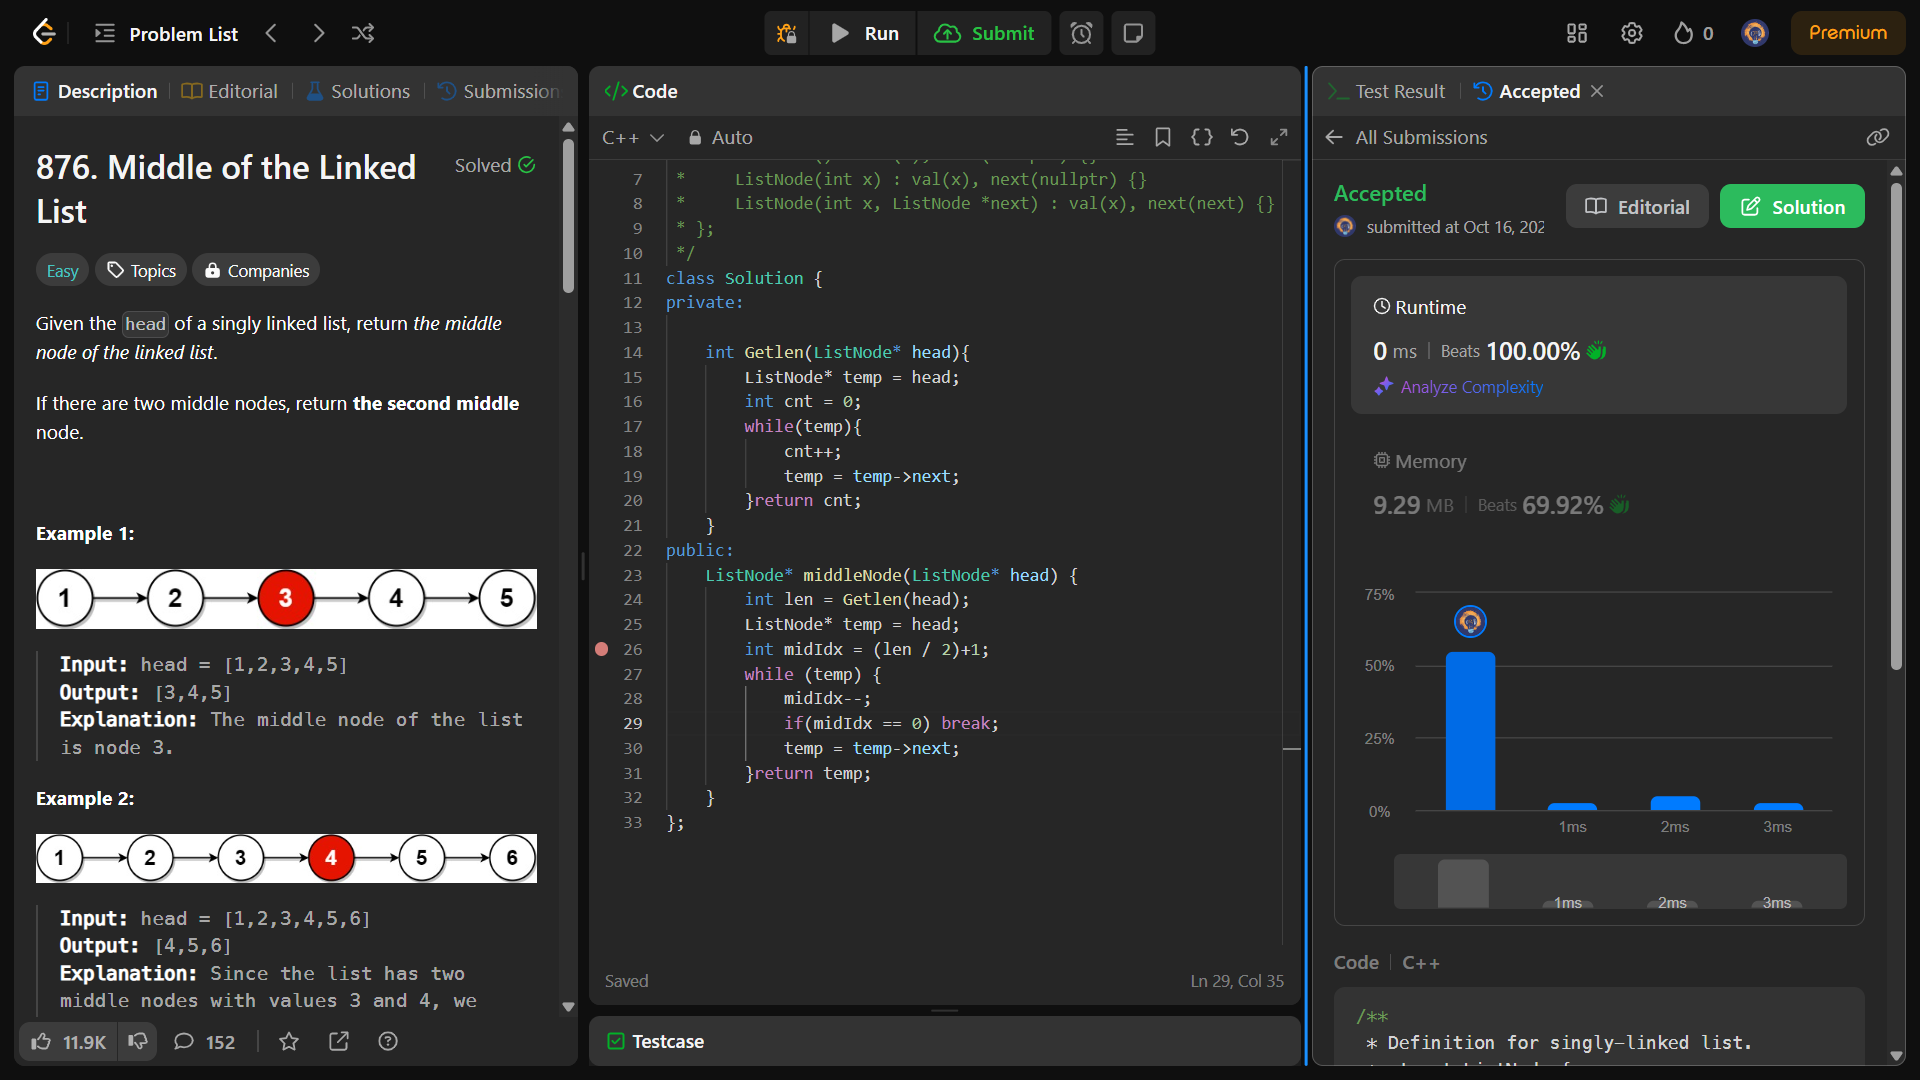 Problem List
Run
Submit
0
Premium
Description
Editorial
Solutions
Submission
876. Middle of the Linked List
Solved
Easy
Topics
Companies
Given the head of a singly linked list, return the middle
node of the linked list.
If there are two middle nodes, return the second middle
node.
Example 1:
1 2 3 4 5
Input: head = [1,2,3,4,5]
Output: [3,4,5]
Explanation: The middle node of the list
is node 3.
Example 2:
1 2 3 4 5 6
Input: head = [1,2,3,4,5,6]
Output: [4,5,6]
Explanation: Since the list has two
middle nodes with values 3 and 4, we
11.9K
152
</> Code
C++
Auto
7 *     ListNode(int x) : val(x), next(nullptr) {}
8 *     ListNode(int x, ListNode *next) : val(x), next(next) {}
9 * };
10 */
11 class Solution {
12 private:
13
14     int Getlen(ListNode* head){
15         ListNode* temp = head;
16         int cnt = 0;
17         while(temp){
18             cnt++;
19             temp = temp->next;
20         }return cnt;
21     }
22 public:
23     ListNode* middleNode(ListNode* head) {
24         int len = Getlen(head);
25         ListNode* temp = head;
26         int midIdx = (len / 2)+1;
27         while (temp) {
28             midIdx--;
29             if(midIdx == 0) break;
30             temp = temp->next;
31         }return temp;
32     }
33 };
Saved
Ln 29, Col 35
Testcase
Test Result
Accepted
All Submissions
Accepted
submitted at Oct 16, 202
Editorial
Solution
Runtime
0 ms
Beats 100.00%
Analyze Complexity
Memory
9.29 MB
Beats 69.92%
75%
50%
25%
0%
1ms
2ms
3ms
1ms
2ms
3ms
Code
C++
/**
* Definition for singly-linked list.